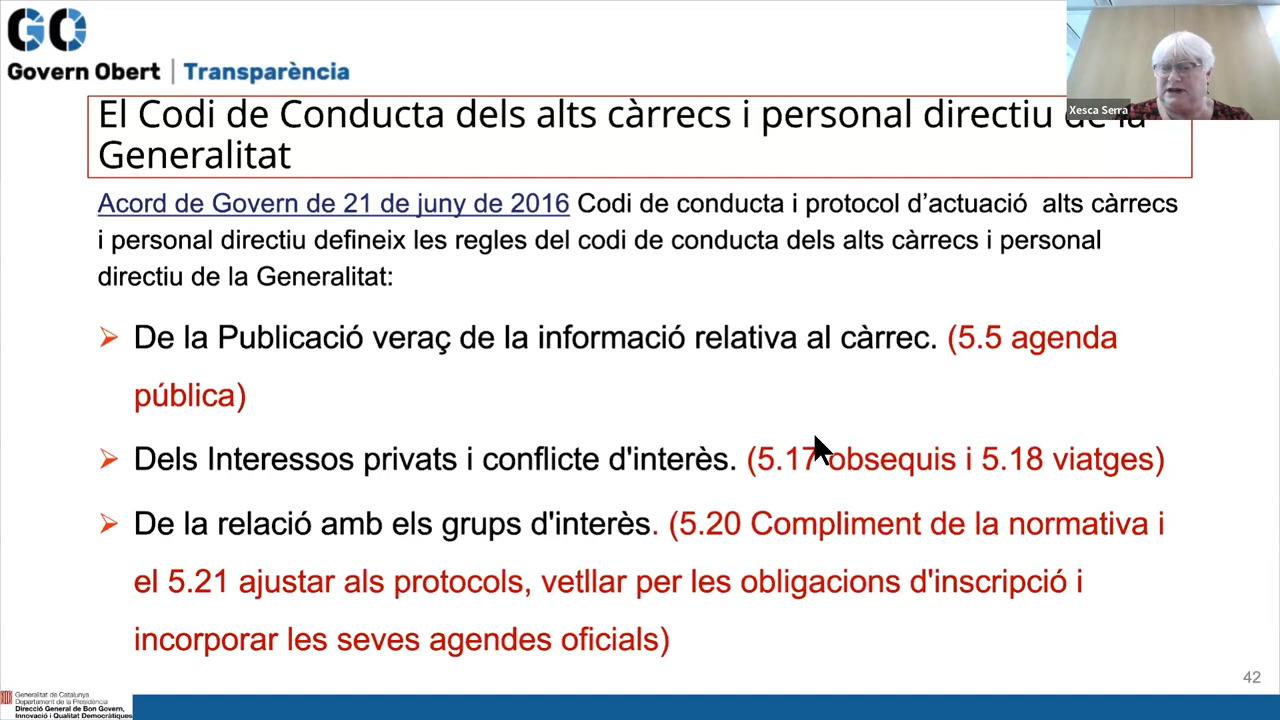 GO
Govern Obert | Transparència
Xesca Serra
El Codi de Conducta dels alts càrrecs i personal directiu de la
Generalitat
Acord de Govern de 21 de juny de 2016 Codi de conducta i protocol d’actuació alts càrrecs
i personal directiu defineix les regles del codi de conducta dels alts càrrecs i personal
directiu de la Generalitat:
➢ De la Publicació veraç de la informació relativa al càrrec. (5.5 agenda
pública)
➢ Dels Interessos privats i conflicte d'interès. (5.17 obsequis i 5.18 viatges)
➢ De la relació amb els grups d'interès. (5.20 Compliment de la normativa i
el 5.21 ajustar als protocols, vetllar per les obligacions d'inscripció i
incorporar les seves agendes oficials)
42
Generalitat de Catalunya
Departament de la Presidència
Direcció General de Bon Govern,
Innovació i Qualitat Democràtiques